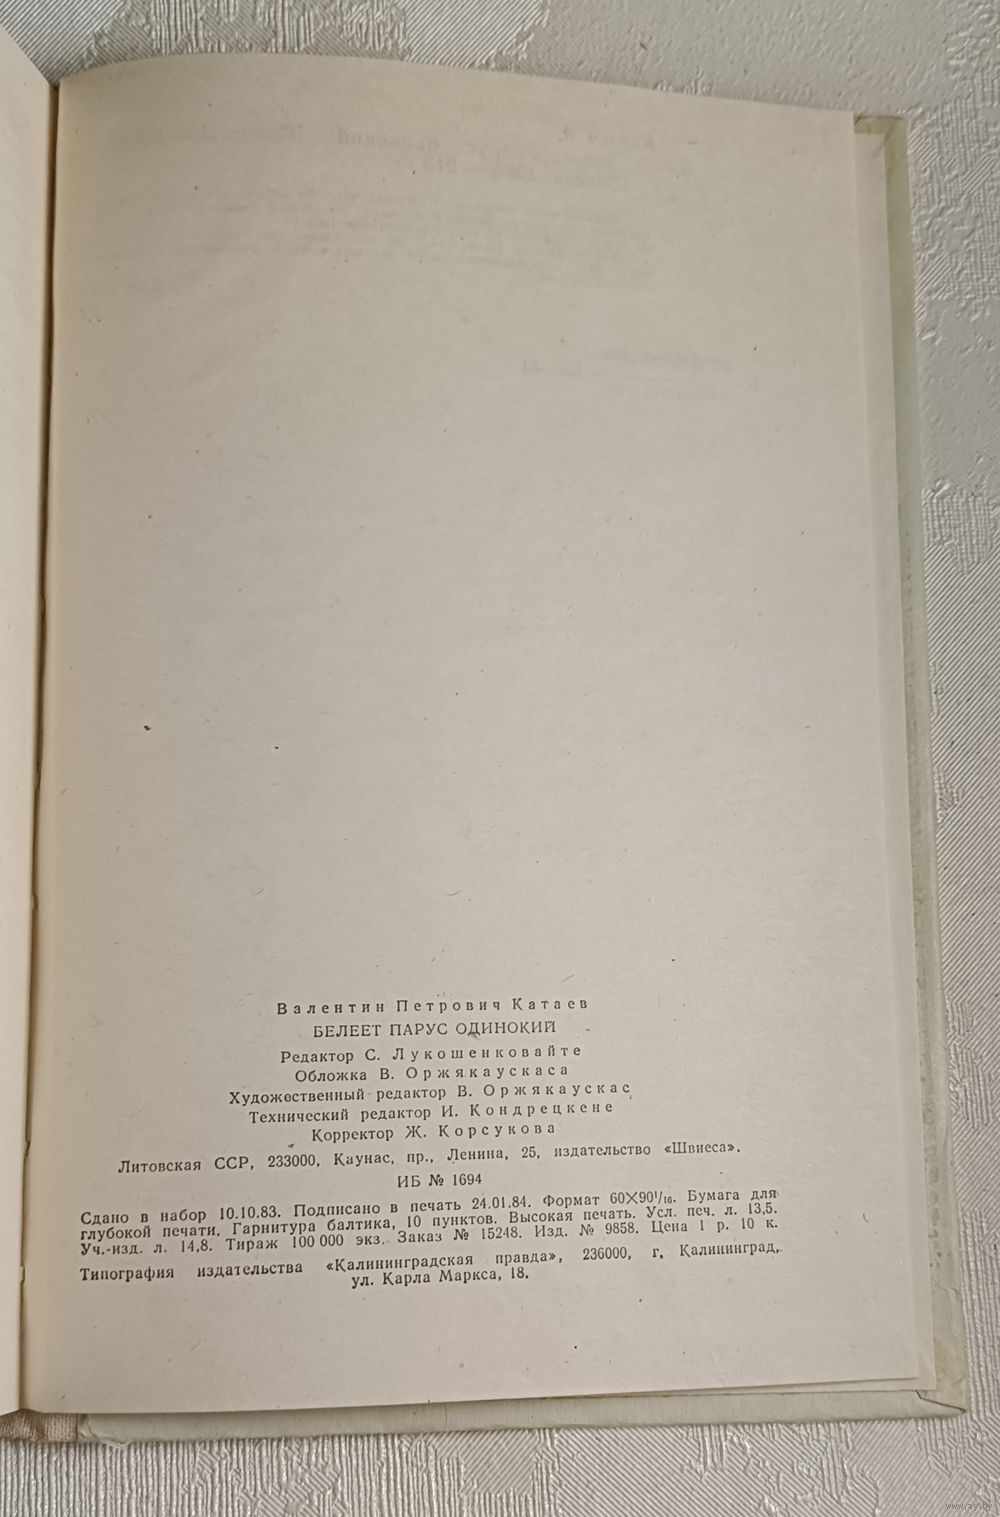 Валентин Петрович Катаев
БЕЛЕЕТ ПАРУС ОДИНОКИЙ
Редактор С. Лукошенковайте
Обложка В. Оржякаускаса
Художественный редактор В. Оржякаускас
Технический редактор И. Кондрецкене
Корректор Ж. Корсукова
Литовская ССР, 233000, Каунас, пр., Ленина, 25, издательство «Швиеса».
ИБ № 1694
Сдано в набор 10.10.83. Подписано в печать 24.01.84. Формат 60×90¹/₁₆. Бумага для
глубокой печати. Гарнитура балтика, 10 пунктов. Высокая печать. Усл. печ. л. 13,5.
Уч.-изд. л. 14,8. Тираж 100 000 экз. Заказ № 15248. Изд. № 9858. Цена 1 р. 10 к.
Типография издательства «Калининградская правда», 236000, г. Калининград,
ул. Карла Маркса, 18.
www.ay.by